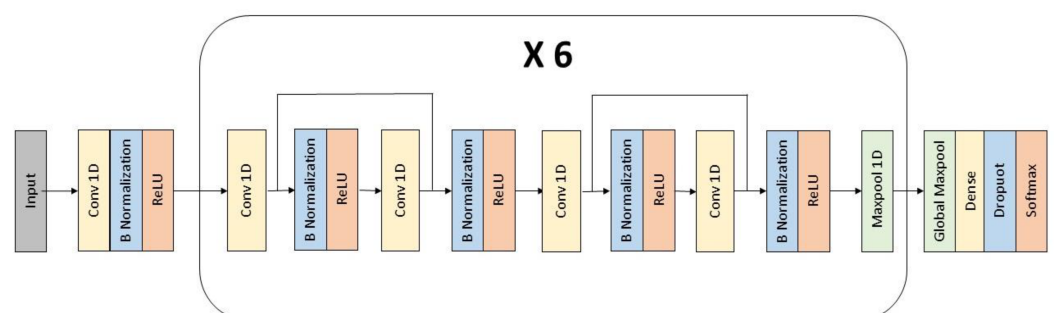 X 6
Input
Conv 1D
B Normalization
ReLU
Conv 1D
B Normalization
ReLU
Conv 1D
B Normalization
ReLU
Conv 1D
B Normalization
ReLU
Conv 1D
B Normalization
ReLU
Maxpool 1D
Global Maxpool
Dense
Dropuot
Softmax